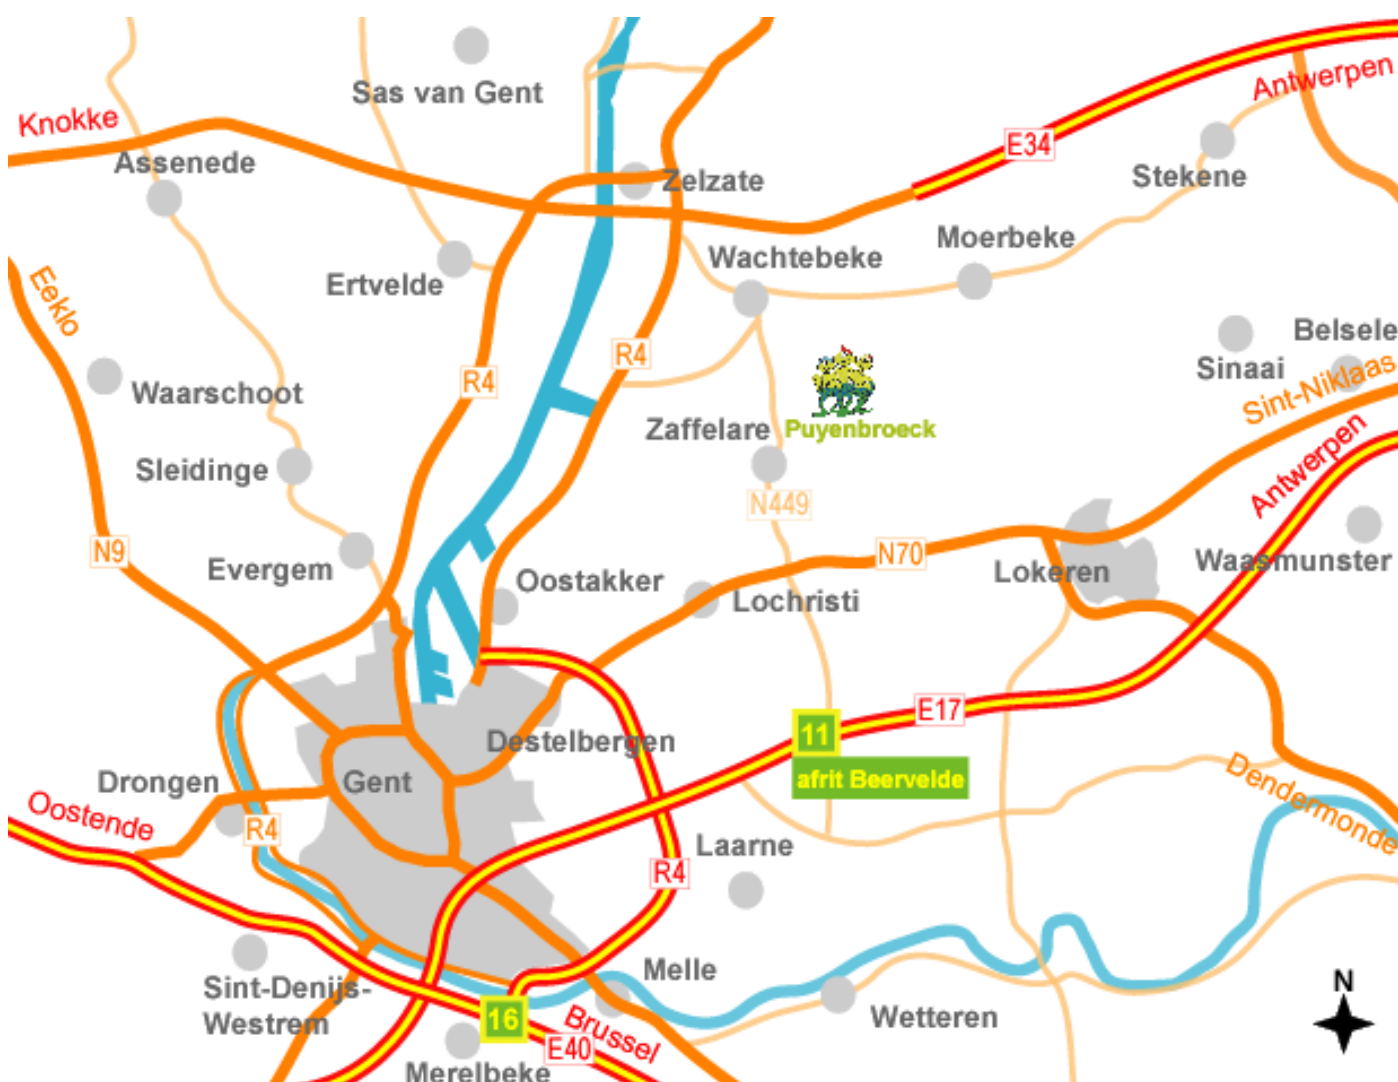 Sas van Gent
Antwerpen
Knokke
E34
Assenede
Zelzate
Stekene
Moerbeke
Wachtebeke
Ertvelde
Eeklo
Belsele
R4
R4
Sinaai
Waarschoot
Sint-Niklaas
Zaffelare
Puyenbroeck
Sleidinge
Antwerpen
N449
N9
N70
Evergem
Oostakker
Lochristi
Lokeren
Waasmunster
E17
11
Destelbergen
afrit Beervelde
Drongen
Gent
Dendermonde
Oostende
R4
Laarne
R4
Melle
N
Sint-Denijs-
Westrem
16
Brussel
Wetteren
E40
Merelbeke